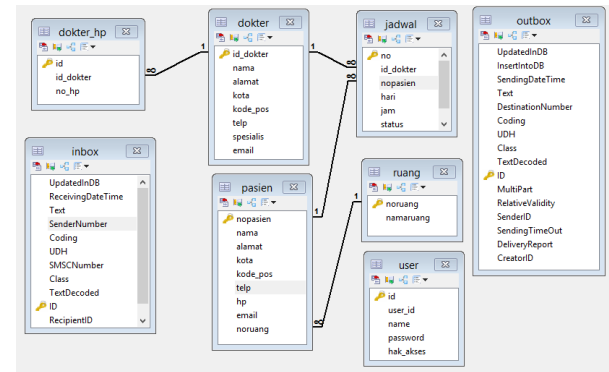 dokter_hp
id
id_dokter
no_hp
dokter
id_dokter
nama
alamat
kota
kode_pos
telp
spesialis
email
jadwal
no
id_dokter
nopasien
hari
jam
status
outbox
UpdatedInDB
InsertIntoDB
SendingDateTime
Text
DestinationNumber
Coding
UDH
Class
TextDecoded
ID
MultiPart
RelativeValidity
SenderID
SendingTimeOut
DeliveryReport
CreatorID
inbox
UpdatedInDB
ReceivingDateTime
Text
SenderNumber
Coding
UDH
SMSCNumber
Class
TextDecoded
ID
RecipientID
pasien
nopasien
nama
alamat
kota
kode_pos
telp
hp
email
noruang
ruang
noruang
namaruang
user
id
user_id
name
password
hak_akses
1
∞
1
∞
∞
1
1
∞